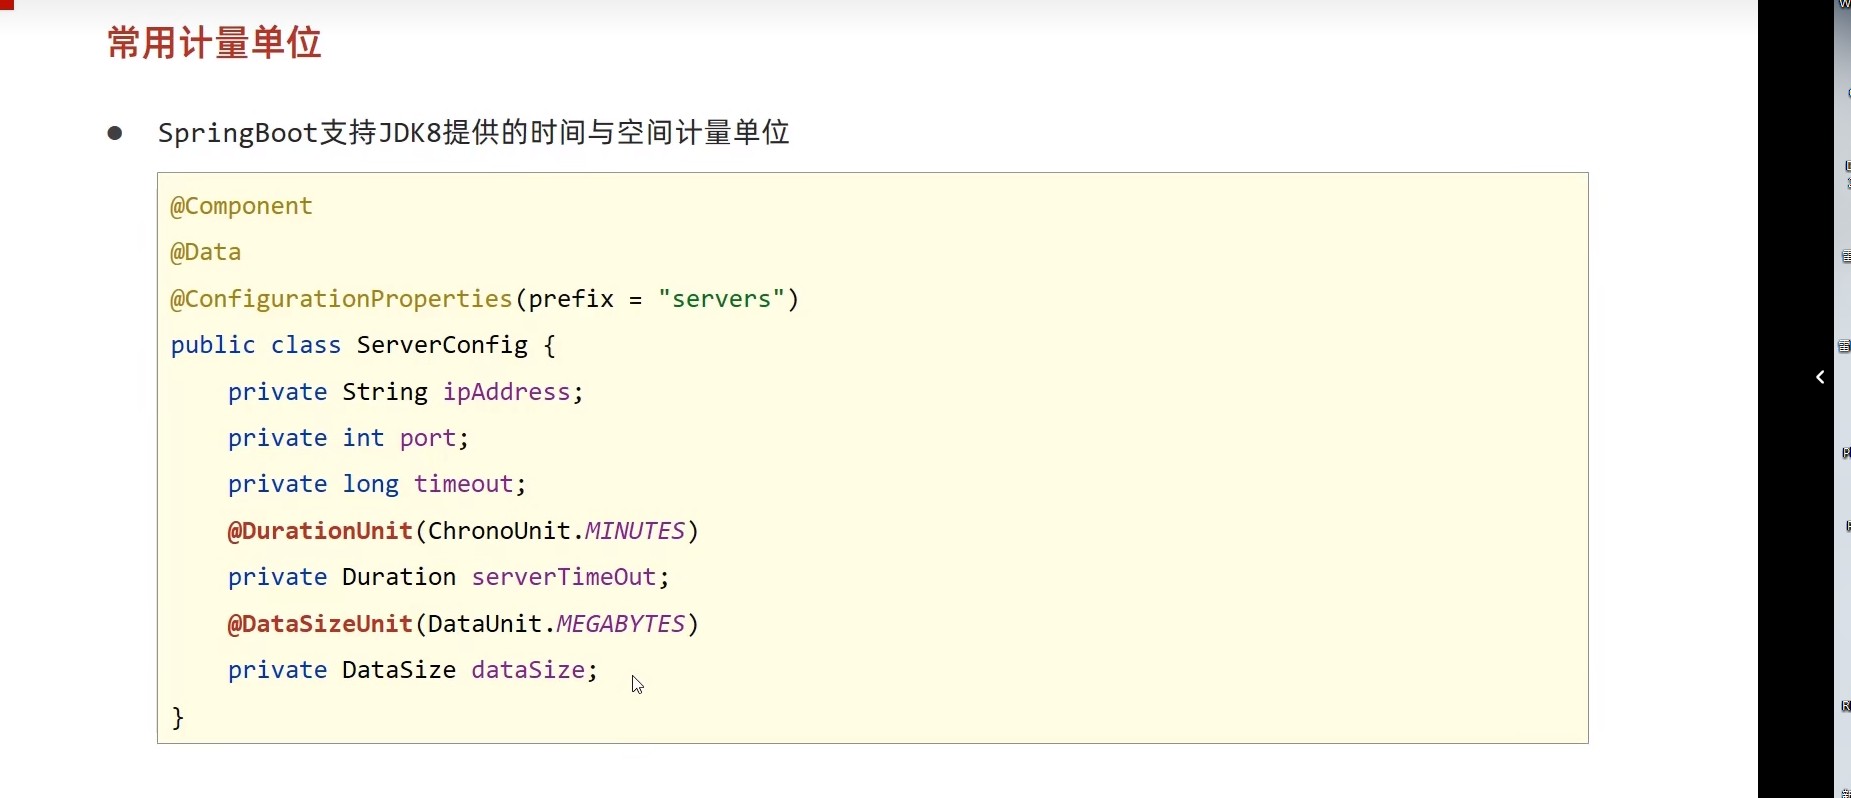 常用计量单位
● SpringBoot支持JDK8提供的时间与空间计量单位
@Component
@Data
@ConfigurationProperties(prefix = "servers")
public class ServerConfig {
    private String ipAddress;
    private int port;
    private long timeout;
    @DurationUnit(ChronoUnit.MINUTES)
    private Duration serverTimeOut;
    @DataSizeUnit(DataUnit.MEGABYTES)
    private DataSize dataSize;
}